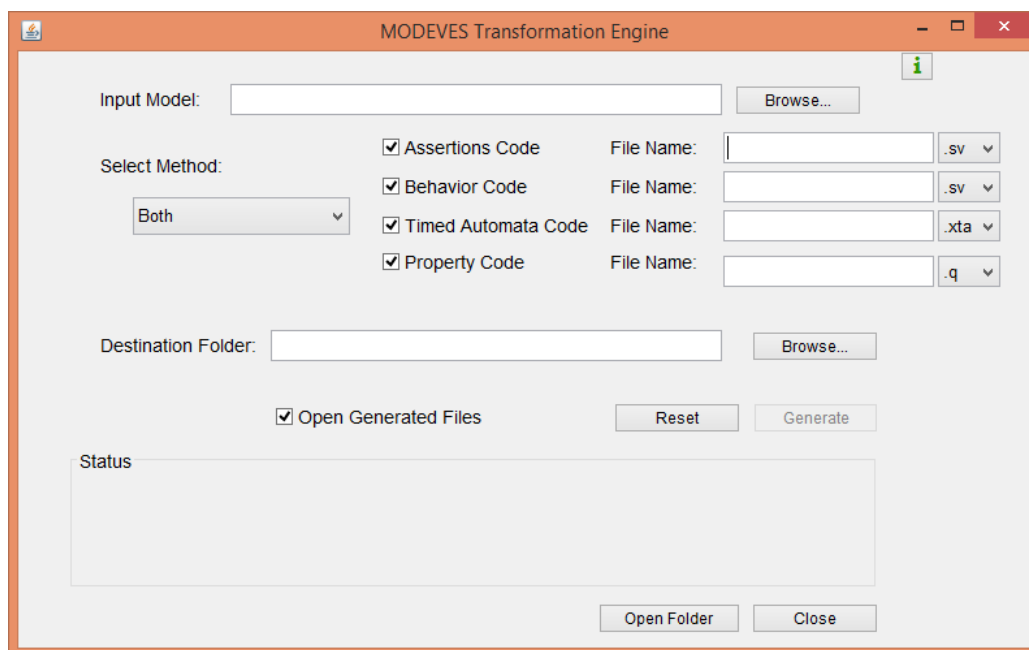 MODEVES Transformation Engine
i
Input Model: Browse...
Select Method:
Both
Assertions Code File Name: .sv
Behavior Code File Name: .sv
Timed Automata Code File Name: .xta
Property Code File Name: .q
Destination Folder: Browse...
Open Generated Files Reset Generate
Status
Open Folder Close